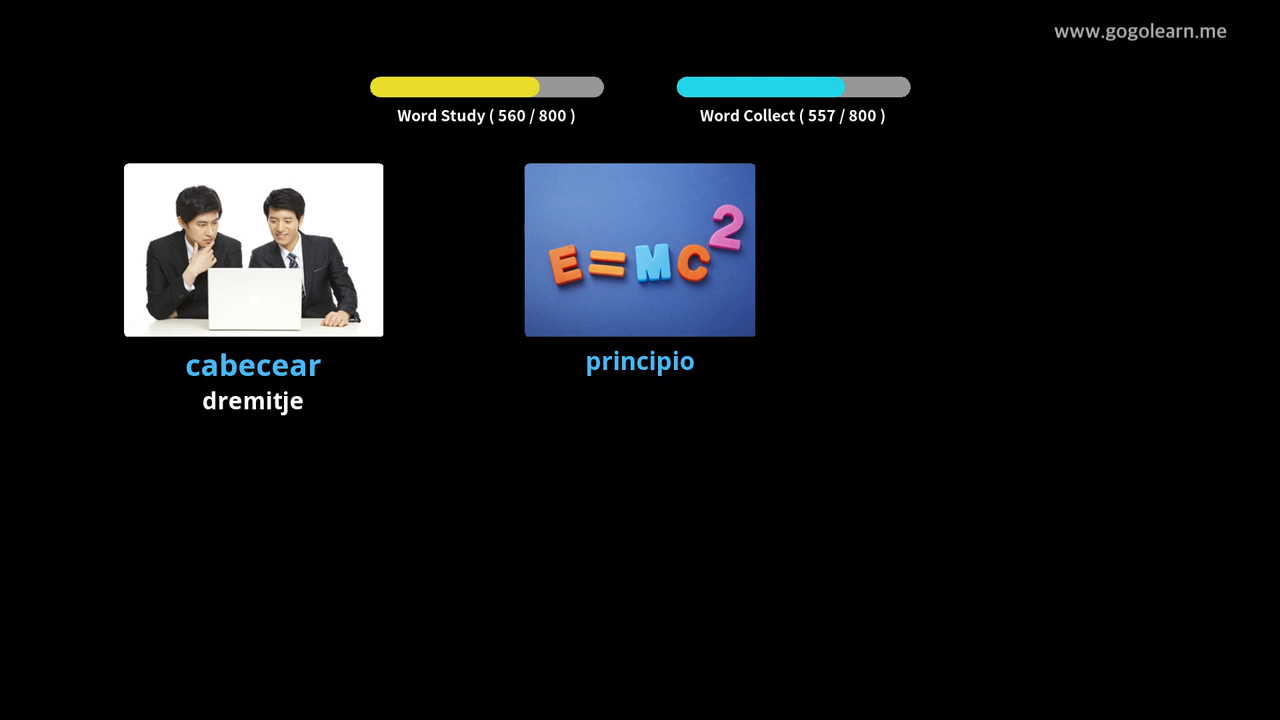 www.gogolearn.me
Word Study ( 560 / 800 )
Word Collect ( 557 / 800 )
E=MC2
cabecear
dremitje
principio